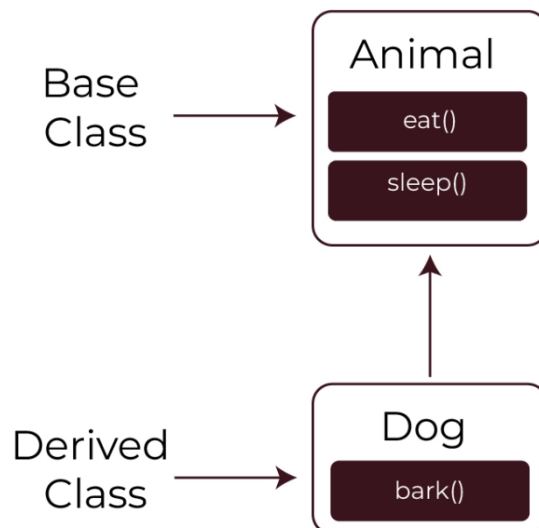 Base
Class
Animal
eat()
sleep()
Derived
Class
Dog
bark()